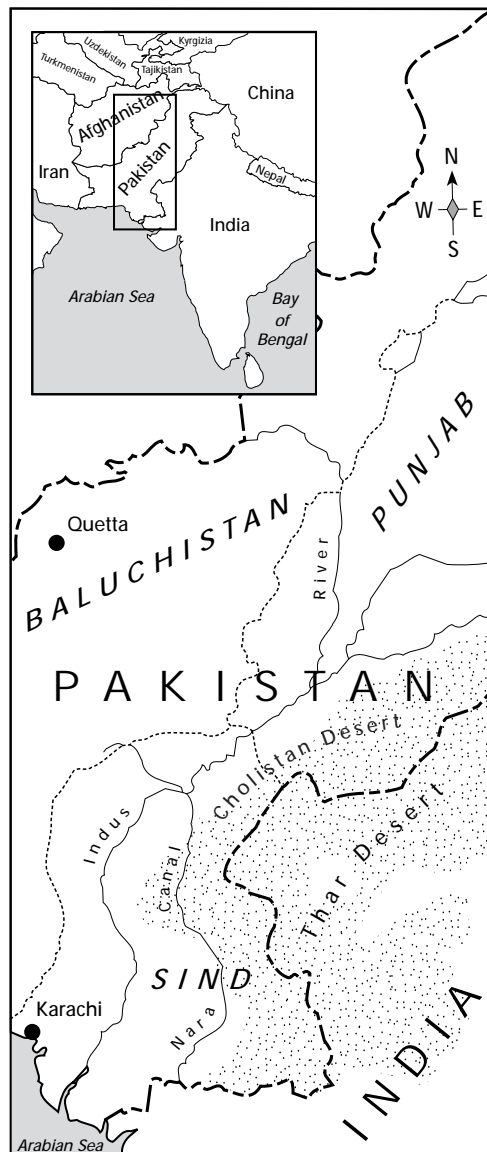 Kyrgizia
Uzdekistan
Turkmenistan
Tajikistan
China
Afghanistan
Iran
Pakistan
Nepal
India
Arabian Sea
Bay
of
Bengal
N
W E
S
PUNJAB
Quetta
BALUCHISTAN
River
PAKISTAN
Cholistan Desert
Indus
Canal
Thar Desert
SIND
Nara
Karachi
INDIA
Arabian Sea